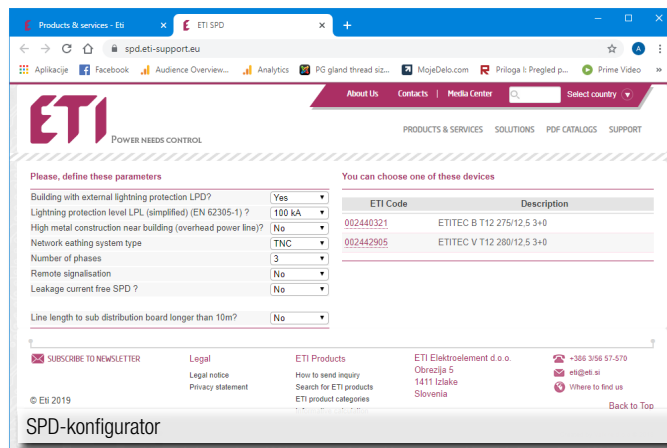 Products & services - Eti
ETI SPD
spd.eti-support.eu
Aplikacije Facebook Audience Overview... Analytics PG gland thread siz... MojeDelo.com Priloga I: Pregled p... Prime Video »
About Us Contacts | Media Center Select country
ETI
POWER NEEDS CONTROL
PRODUCTS & SERVICES SOLUTIONS PDF CATALOGS SUPPORT
Please, define these parameters
Building with external lightning protection LPD? Yes
Lightning protection level LPL (simplified) (EN 62305-1) ? 100 kA
High metal construction near building (overhead power line)? No
Network eathing system type TNC
Number of phases 3
Remote signalisation No
Leakage current free SPD ? No
Line length to sub distribution board longer than 10m? No
You can choose one of these devices
ETI Code Description
002440321 ETITEC B T12 275/12,5 3+0
002442905 ETITEC V T12 280/12,5 3+0
SUBSCRIBE TO NEWSLETTER
© Eti 2019
Legal
Legal notice
Privacy statement
ETI Products
How to send inquiry
Search for ETI products
ETI product categories
ETI Elektroelement d.o.o.
Obrezija 5
1411 Izlake
Slovenia
+386 3/56 57-570
eti@eti.si
Where to find us
Back to Top
SPD-konfigurator